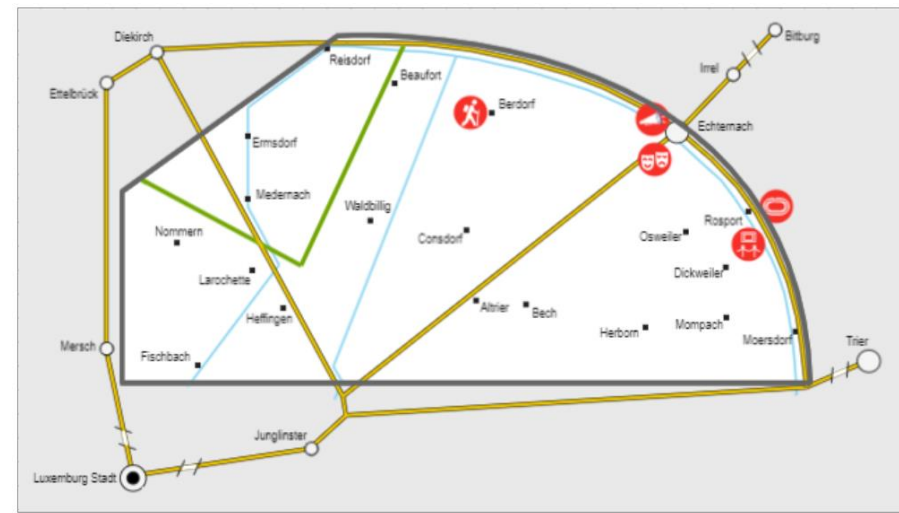 Diekirch
Bitburg
Reisdorf
Irrel
Beaufort
Ettelbrück
Berdorf
Echternach
Ermsdorf
Medernach
Waldbillig
Rosport
Nommern
Consdorf
Osweiler
Larochette
Dickweiler
Altrier
Bech
Heffingen
Herborn
Mompach
Moersdorf
Trier
Mersch
Fischbach
Junglinster
Luxemburg Stadt